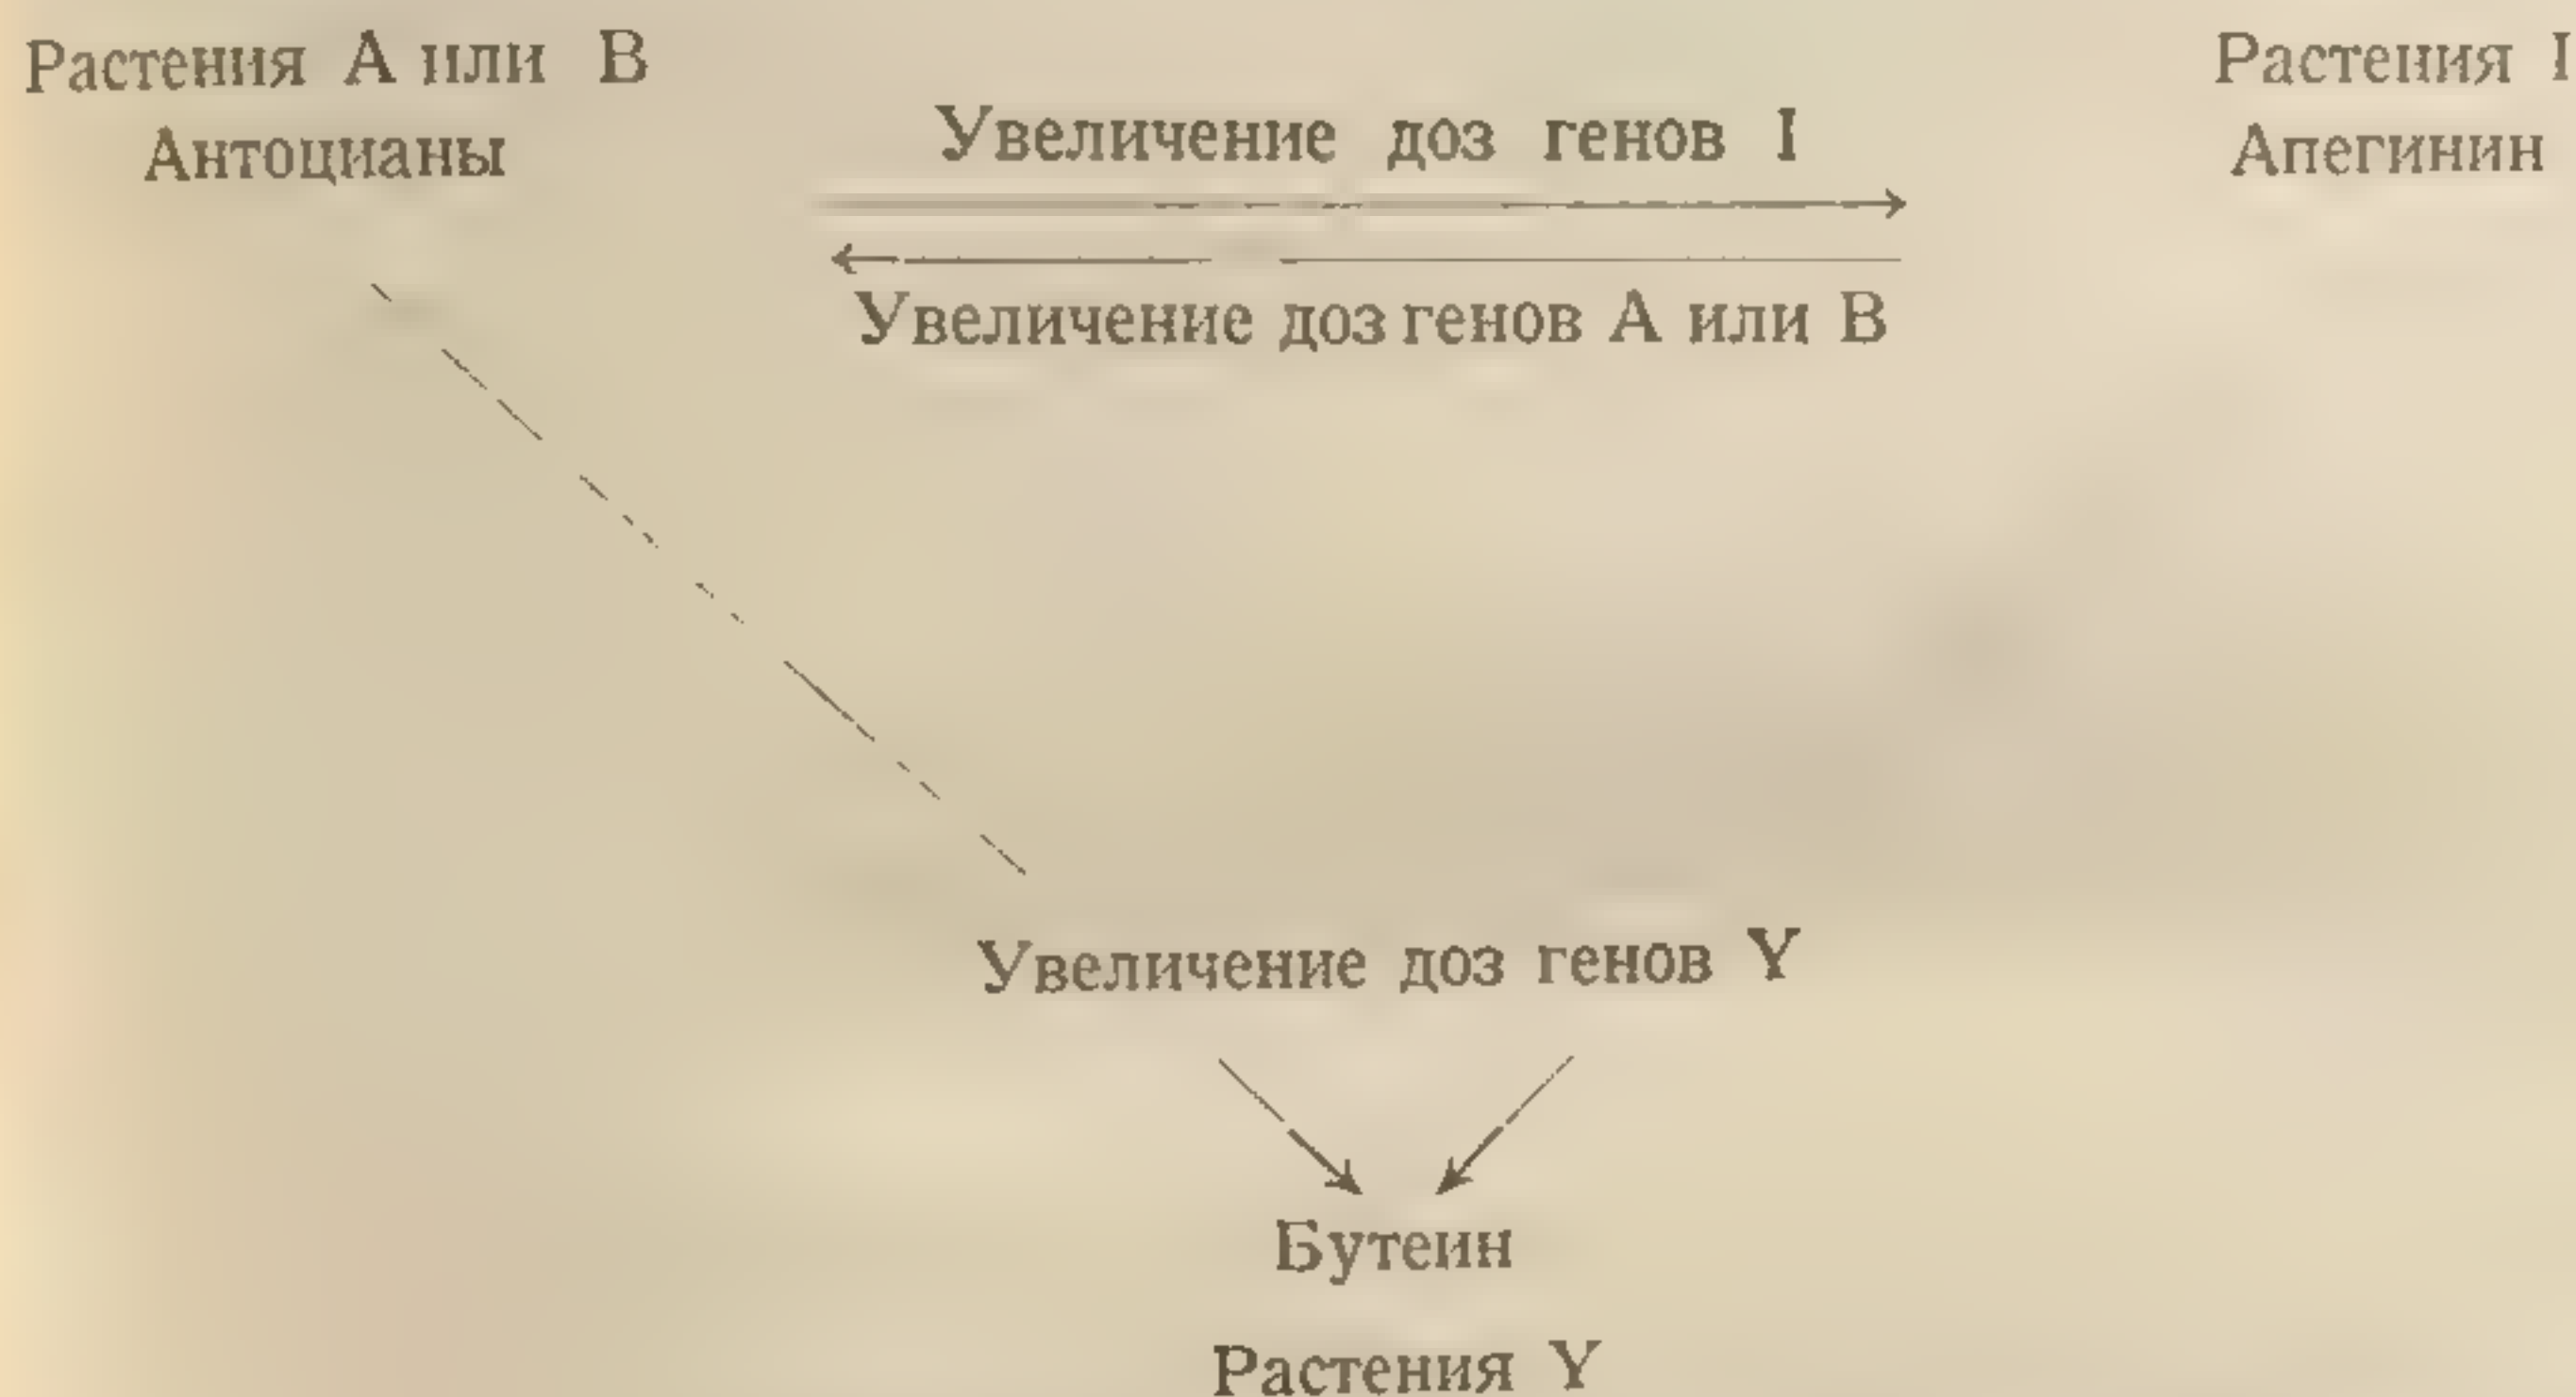 Растения А или В
Антоцианы
Увеличение доз генов I
Увеличение доз генов А или В
Растения I
Апегинин
Увеличение доз генов Y
Бутеин
Растения Y